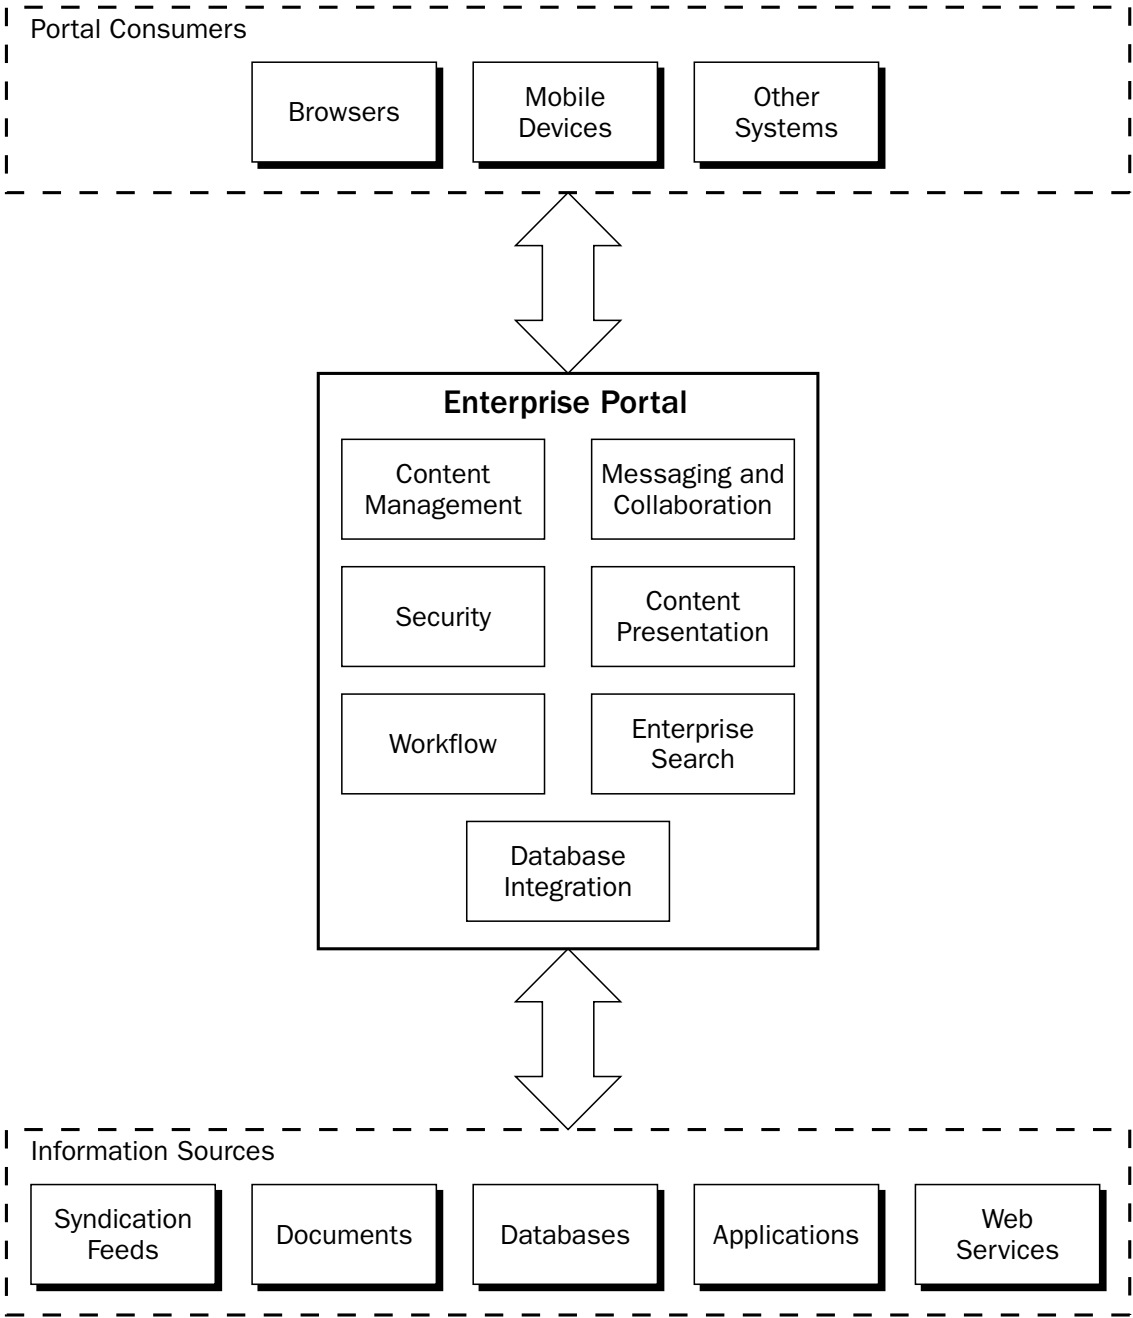 Portal Consumers
Browsers
Mobile
Devices
Other
Systems
Enterprise Portal
Content
Management
Messaging and
Collaboration
Security
Content
Presentation
Workflow
Enterprise
Search
Database
Integration
Information Sources
Syndication
Feeds
Documents
Databases
Applications
Web
Services